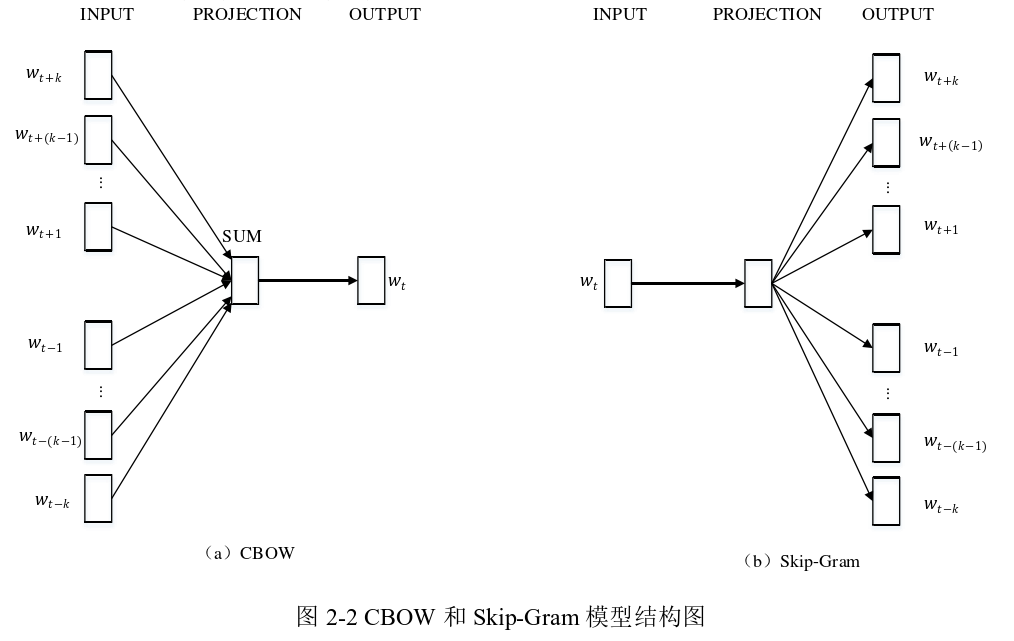 INPUT PROJECTION OUTPUT
w_{t+k}
w_{t+(k-1)}
⋮
w_{t+1}
SUM
w_t
w_{t-1}
⋮
w_{t-(k-1)}
w_{t-k}
（a）CBOW
INPUT PROJECTION OUTPUT
w_{t+k}
w_{t+(k-1)}
⋮
w_{t+1}
w_t
w_{t-1}
⋮
w_{t-(k-1)}
w_{t-k}
（b）Skip-Gram
图 2-2 CBOW 和 Skip-Gram 模型结构图